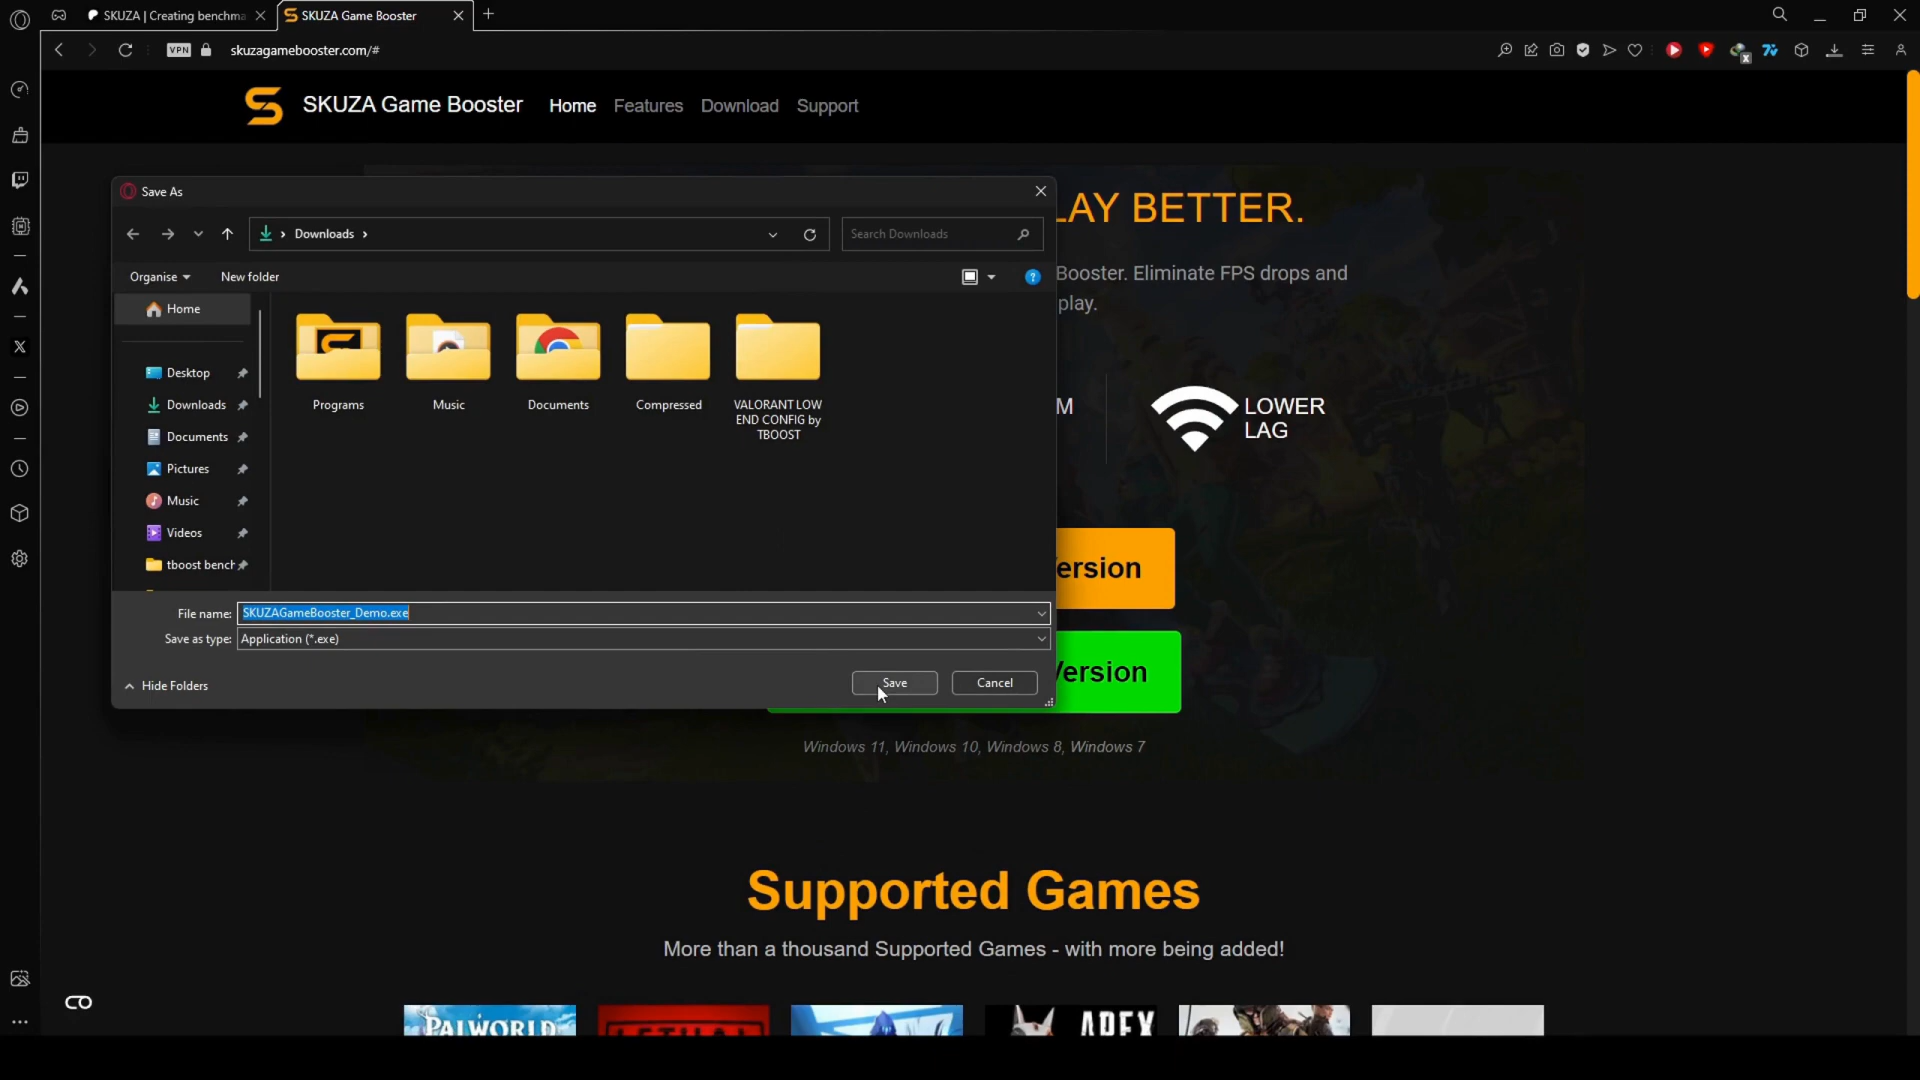 SKUZA | Creating benchma
SKUZA Game Booster
VPN
skuzagamebooster.com/#
SKUZA Game Booster
Home
Features
Download
Support
Save As
Downloads
Search Downloads
Organise
New folder
Home
Desktop
Downloads
Documents
Pictures
Music
Videos
tboost bench
Programs
Music
Documents
Compressed
VALORANT LOW
END CONFIG by
TBOOST
File name:
SKUZAGameBooster_Demo.exe
Save as type:
Application (*.exe)
Hide Folders
Save
Cancel
LAY BETTER.
Booster. Eliminate FPS drops and
play.
M
LOWER
LAG
ersion
Version
Windows 11, Windows 10, Windows 8, Windows 7
Supported Games
More than a thousand Supported Games - with more being added!
PALWORLD
LETHAL
APEX